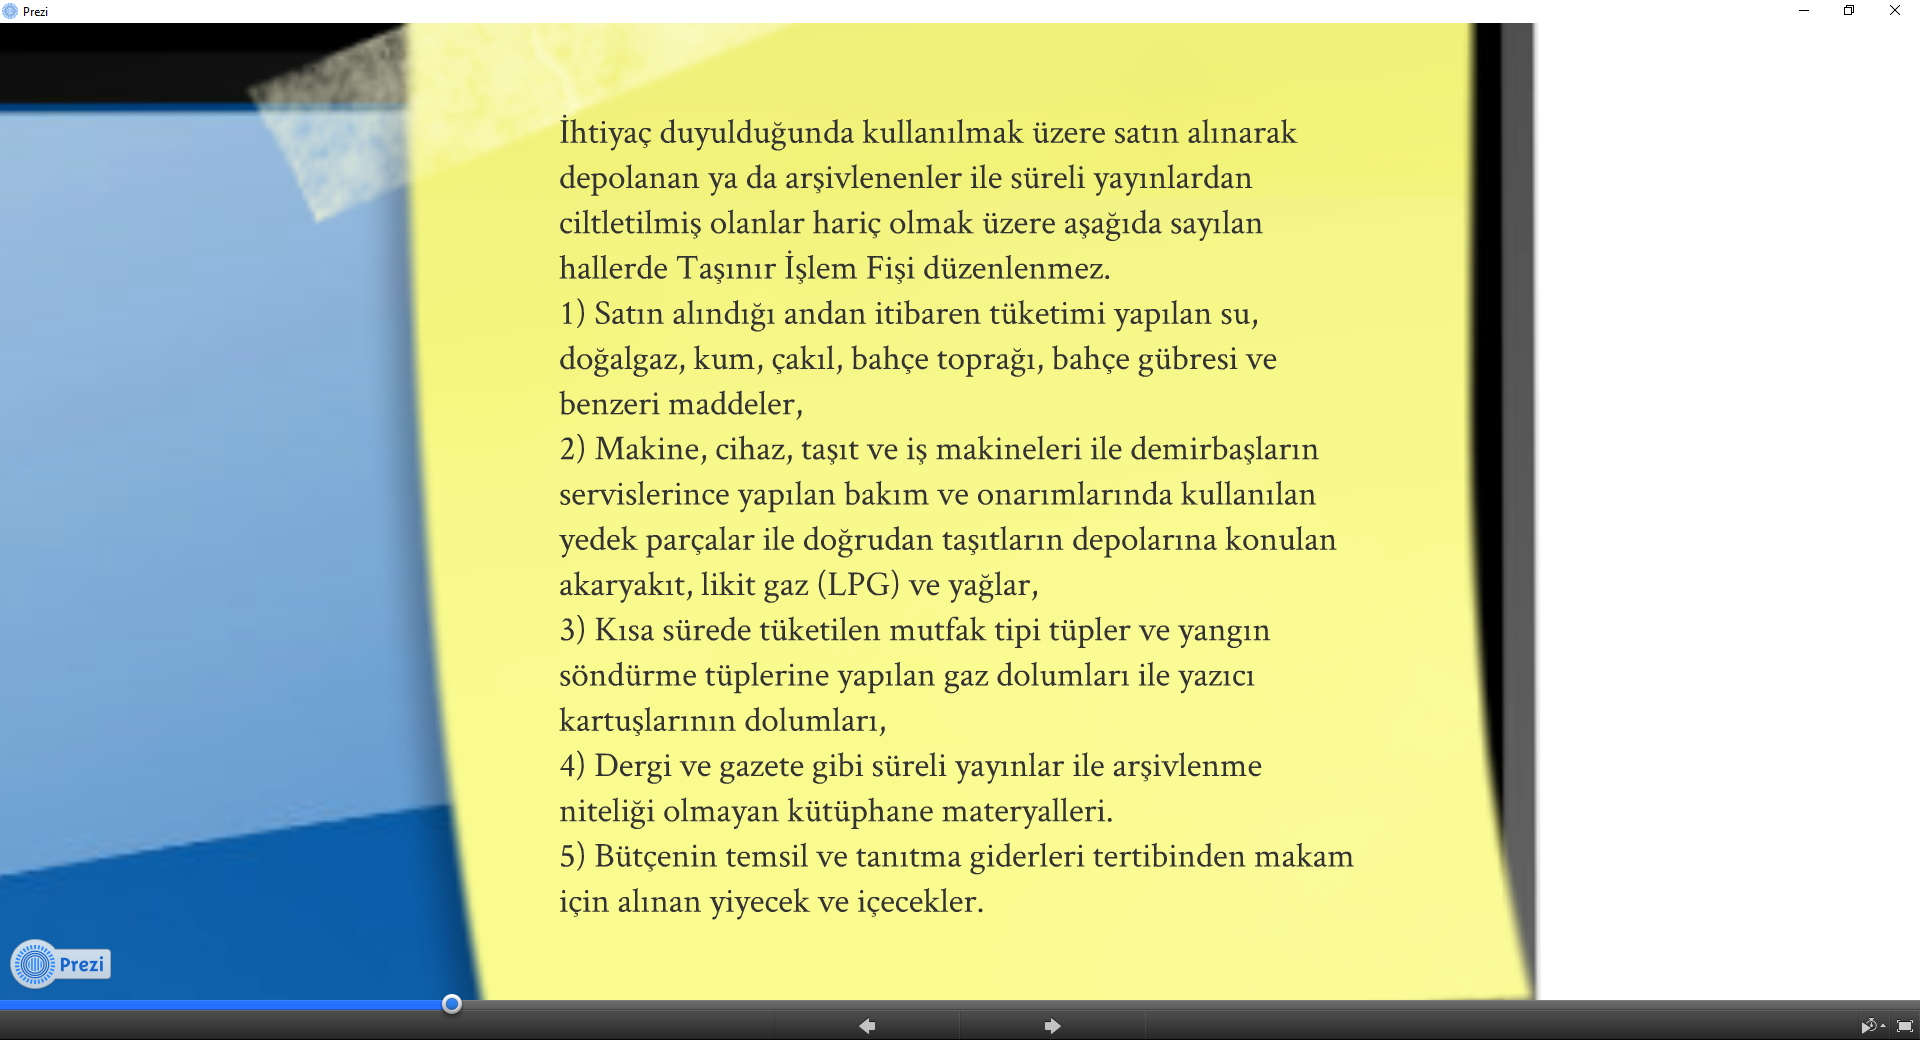 Prezi
İhtiyaç duyulduğunda kullanılmak üzere satın alınarak
depolanan ya da arşivlenenler ile süreli yayınlardan
ciltletilmiş olanlar hariç olmak üzere aşağıda sayılan
hallerde Taşınır İşlem Fişi düzenlenmez.
1) Satın alındığı andan itibaren tüketimi yapılan su,
doğalgaz, kum, çakıl, bahçe toprağı, bahçe gübresi ve
benzeri maddeler,
2) Makine, cihaz, taşıt ve iş makineleri ile demirbaşların
servislerince yapılan bakım ve onarımlarında kullanılan
yedek parçalar ile doğrudan taşıtların depolarına konulan
akaryakıt, likit gaz (LPG) ve yağlar,
3) Kısa sürede tüketilen mutfak tipi tüpler ve yangın
söndürme tüplerine yapılan gaz dolumları ile yazıcı
kartuşlarının dolumları,
4) Dergi ve gazete gibi süreli yayınlar ile arşivlenme
niteliği olmayan kütüphane materyalleri.
5) Bütçenin temsil ve tanıtma giderleri tertibinden makam
için alınan yiyecek ve içecekler.
Prezi